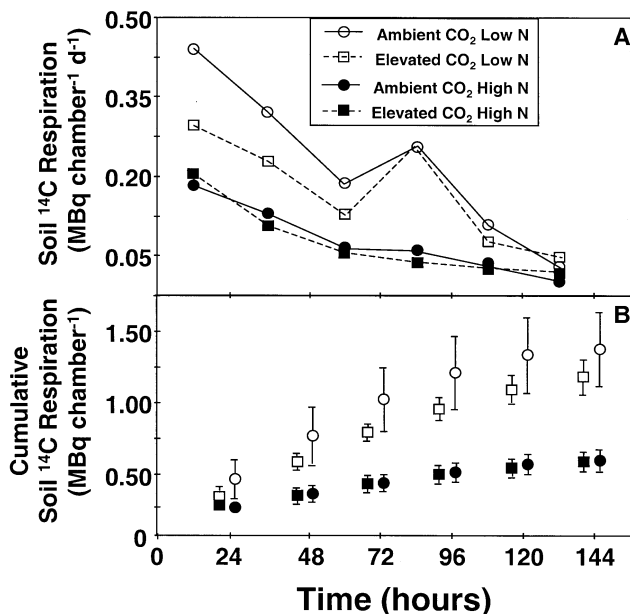 0.50
0.35
0.20
0.05
Soil ¹⁴C Respiration
(MBq chamber⁻¹ d⁻¹)
A
Ambient CO₂ Low N
Elevated CO₂ Low N
Ambient CO₂ High N
Elevated CO₂ High N
B
1.50
1.00
0.50
0
Cumulative
Soil ¹⁴C Respiration
(MBq chamber⁻¹)
0 24 48 72 96 120 144
Time (hours)